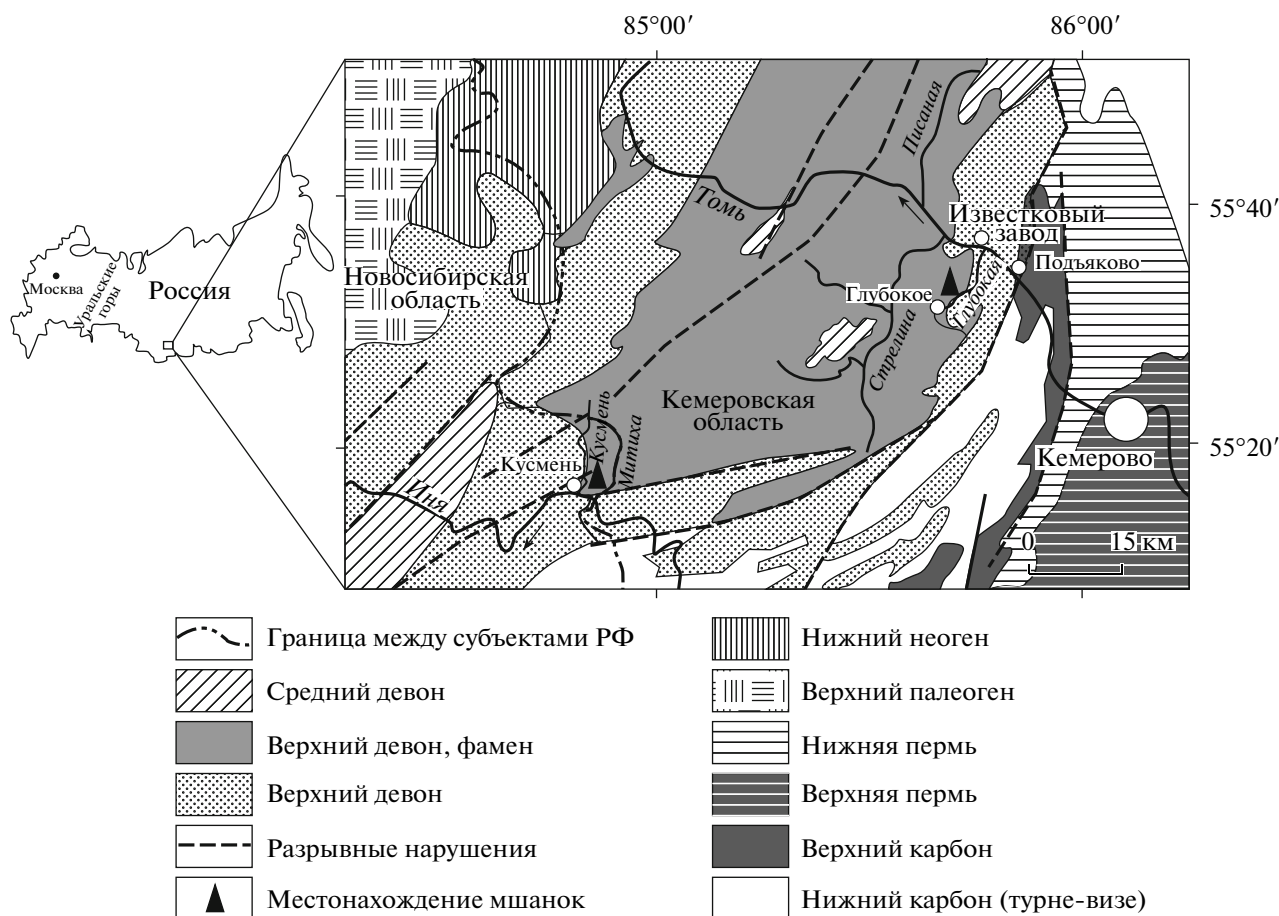 85°00′
86°00′
55°40′
55°20′
Москва
Уральские
горы
Россия
Новосибирская
область
Томь
Писаная
Известковый
завод
Подъяково
Глубокое
Глубокая
Стрелина
Кемеровская
область
Кусмень
Митиха
Кусмень
Иня
Кемерово
0
15 км
Граница между субъектами РФ
Средний девон
Верхний девон, фамен
Верхний девон
Разрывные нарушения
Местонахождение мшанок
Нижний неоген
Верхний палеоген
Нижняя пермь
Верхняя пермь
Верхний карбон
Нижний карбон (турне-визе)